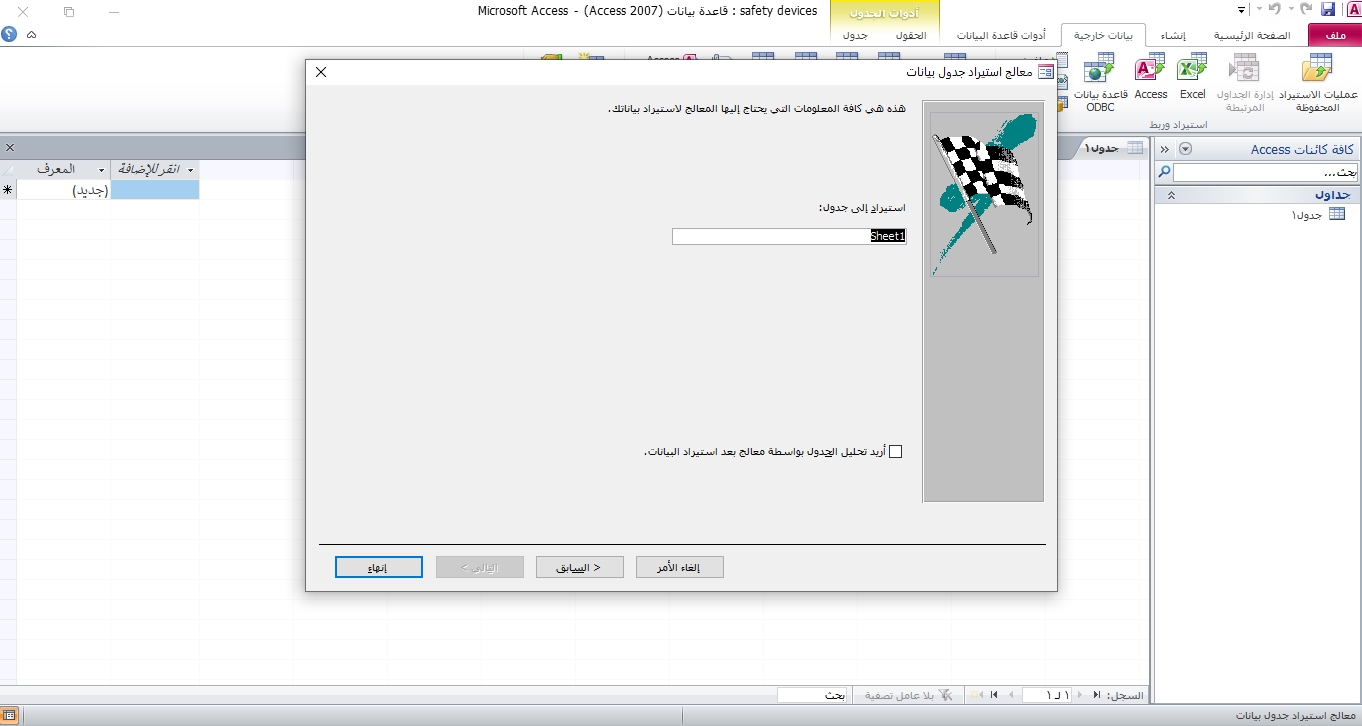 safety devices : قاعدة بيانات (Access 2007) - Microsoft Access
أدوات الجدول
ملف
الصفحة الرئيسية
إنشاء
بيانات خارجية
أدوات قاعدة البيانات
الحقول
جدول
عمليات الاستيراد المحفوظة
إدارة الجداول المرتبطة
Excel
Access
قاعدة بيانات ODBC
استيراد وربط
كافة كائنات Access
بحث...
جداول
جدول١
جدول١
انقر للإضافة
المعرف
(جديد)
معالج استيراد جدول بيانات
هذه هي كافة المعلومات التي يحتاج إليها المعالج لاستيراد بياناتك.
استيراد إلى جدول:
Sheet1
أريد تحليل الجدول بواسطة معالج بعد استيراد البيانات.
إلغاء الأمر
< السابق
التالي >
إنهاء
السجل:
١ لـ ١
بلا عامل تصفية
بحث
معالج استيراد جدول بيانات